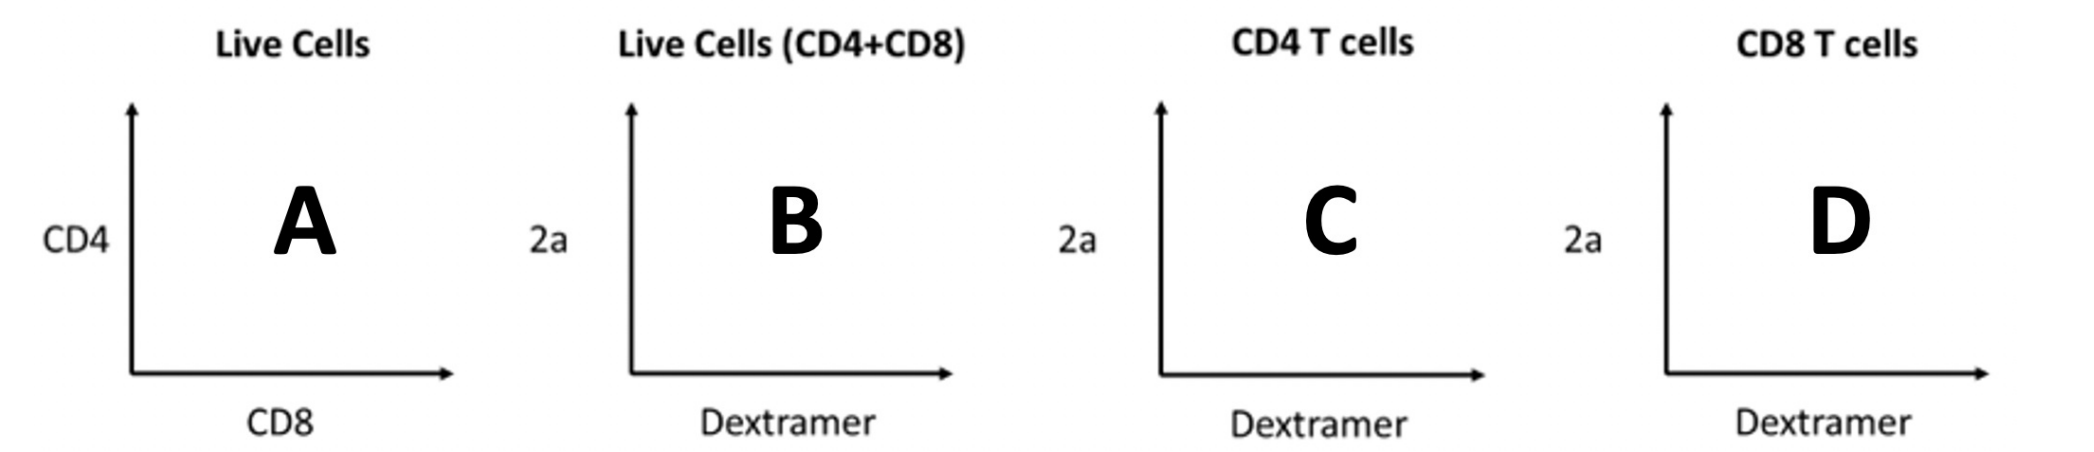 Live Cells
CD4
A
CD8
Live Cells (CD4+CD8)
2a
B
Dextramer
CD4 T cells
2a
C
Dextramer
CD8 T cells
2a
D
Dextramer